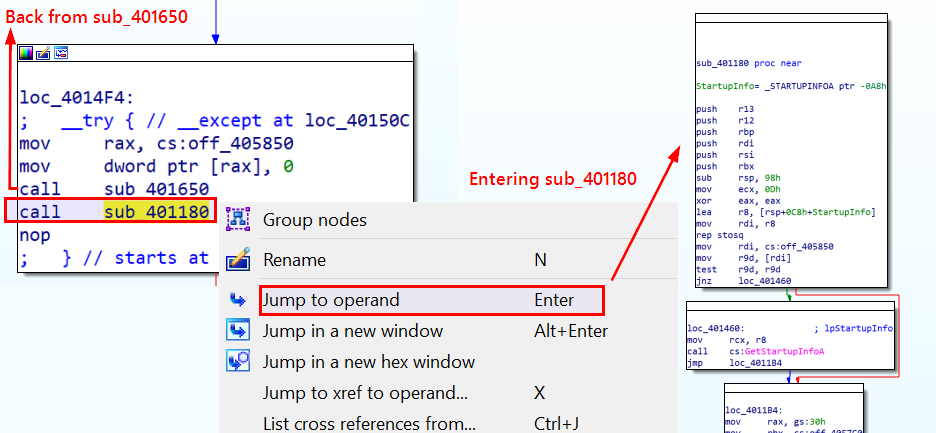 Back from sub_401650
loc_4014F4:
;   __try { // __except at loc_40150C
mov     rax, cs:off_405850
mov     dword ptr [rax], 0
call    sub_401650
call    sub_401180
nop
;   } // starts at
Group nodes
Rename N
Jump to operand Enter
Jump in a new window Alt+Enter
Jump in a new hex window
Jump to xref to operand... X
List cross references from... Ctrl+J
Entering sub_401180
sub_401180 proc near
StartupInfo= _STARTUPINFOA ptr -0A8h
push    r13
push    r12
push    rbp
push    rdi
push    rsi
push    rbx
sub     rsp, 98h
mov     ecx, 0Dh
xor     eax, eax
lea     r8, [rsp+0C8h+StartupInfo]
mov     rdi, r8
rep stosq
mov     rdi, cs:off_405850
mov     r9d, [rdi]
test    r9d, r9d
jnz     loc_401460
loc_401460:             ; lpStartupInfo
mov     rcx, r8
call    cs:GetStartupInfoA
jmp     loc_4011B4
loc_4011B4:
mov     rax, gs:30h